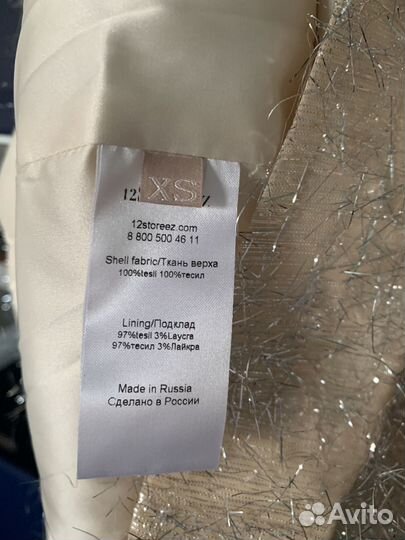 XS
12storeez.com
8 800 500 46 11
Shell fabric/Ткань верха
100%tesil 100%тесил
Lining/Подклад
97%tesil 3%Laycra
97%тесил 3%Лайкра
Made in Russia
Сделано в России
Avito